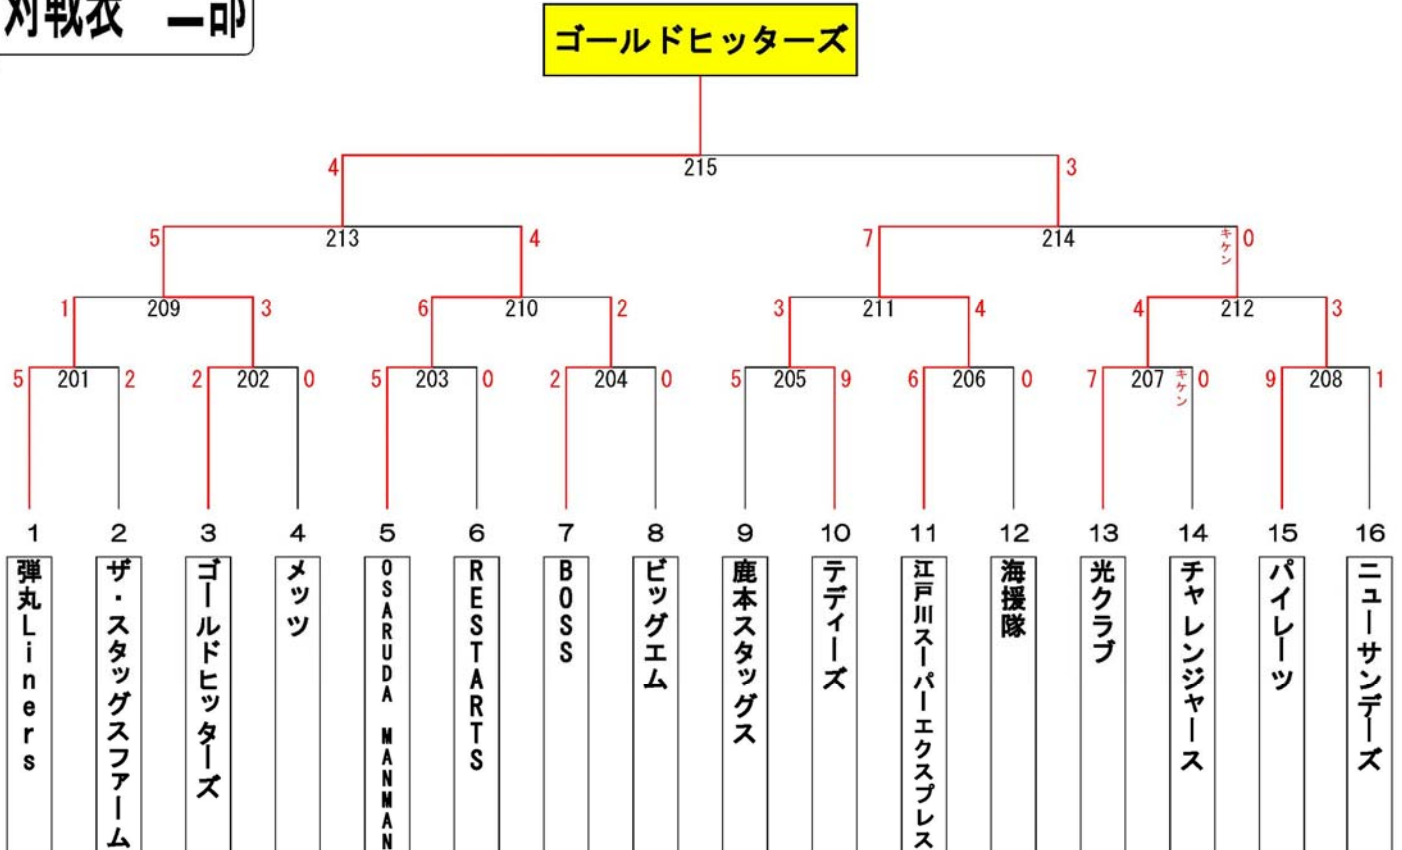 対戦表 二部
ゴールドヒッターズ
4 215 3
5 213 4 7 214 キケン 0
1 209 3 6 210 2 3 211 4 4 212 3
5 201 2 2 202 0 5 203 0 2 204 0 5 205 9 6 206 0 7 207 キケン 0 9 208 1
1 2 3 4 5 6 7 8 9 10 11 12 13 14 15 16
弾丸Liners
ザ・スタッグスファーム
ゴールドヒッターズ
メッツ
OSARUDA MANMAN
RESTARTS
BOSS
ビッグエム
鹿本スタッグス
テディーズ
江戸川スーパーエクスプレス
海援隊
光クラブ
チャレンジャース
パイレーツ
ニューサンデーズ